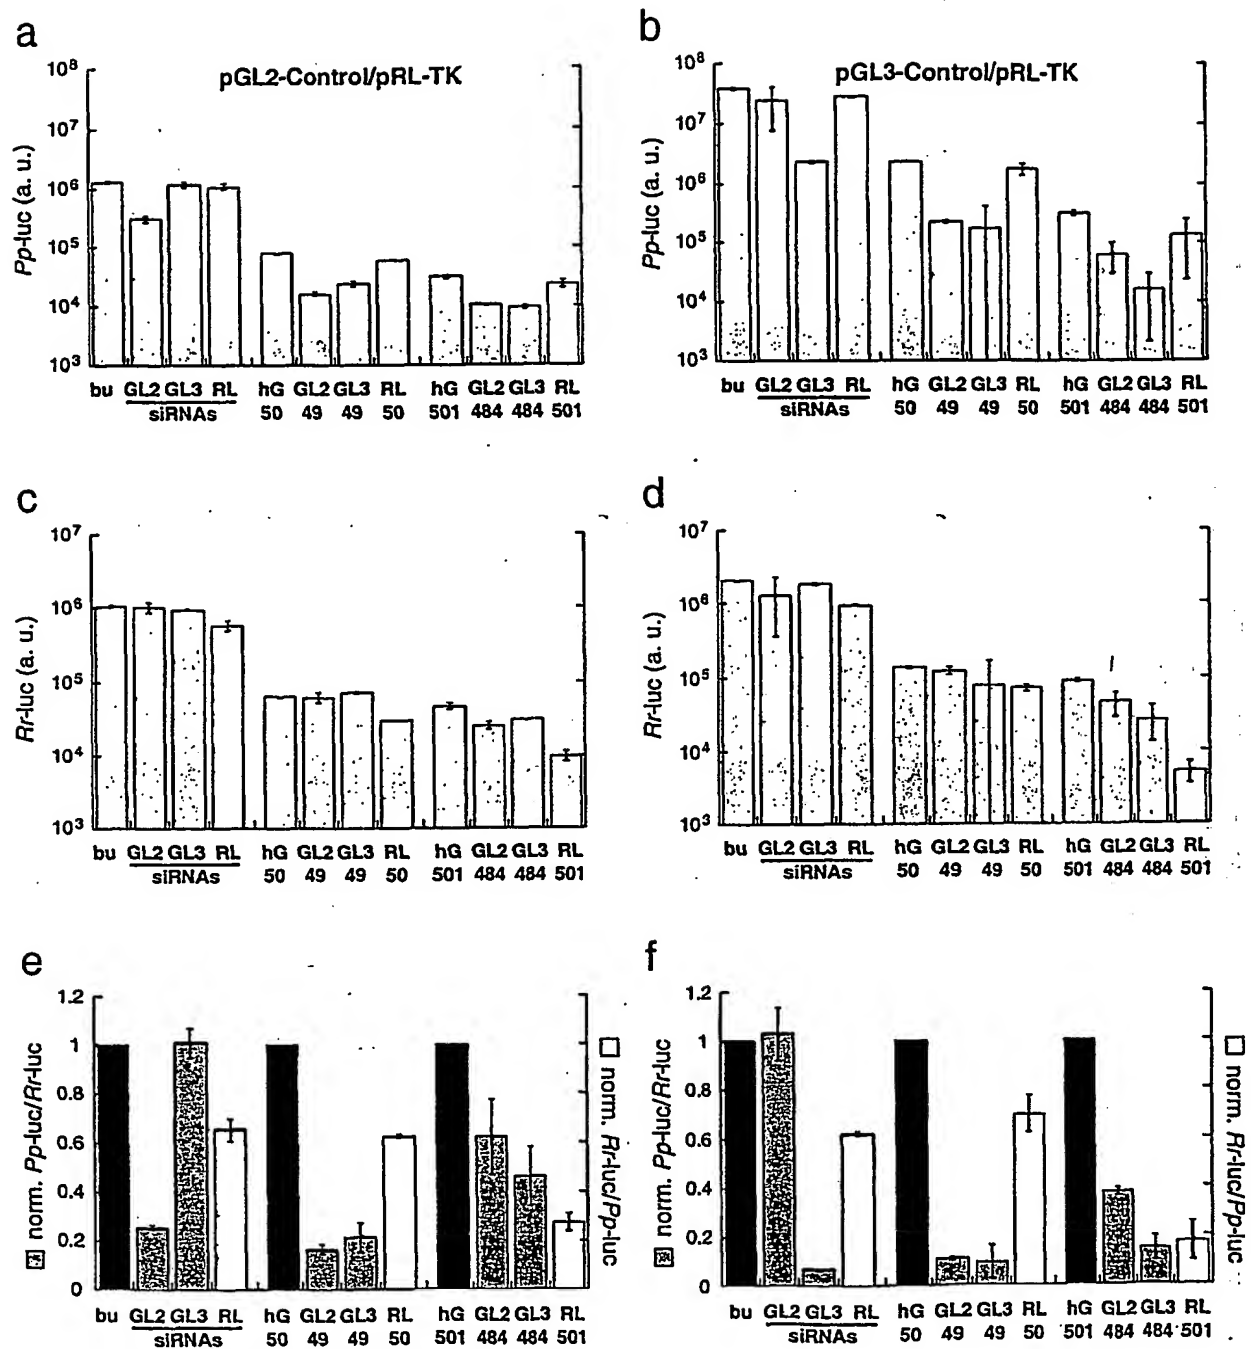 a
pGL2-Control/pRL-TK
Pp-luc (a. u.)
10⁸
10⁷
10⁶
10⁵
10⁴
10³
bu GL2 GL3 RL hG GL2 GL3 RL hG GL2 GL3 RL
siRNAs 50 49 49 50 501 484 484 501
b
pGL3-Control/pRL-TK
Pp-luc (a. u.)
10⁸
10⁷
10⁶
10⁵
10⁴
10³
bu GL2 GL3 RL hG GL2 GL3 RL hG GL2 GL3 RL
siRNAs 50 49 49 50 501 484 484 501
c
Rr-luc (a. u.)
10⁷
10⁶
10⁵
10⁴
10³
bu GL2 GL3 RL hG GL2 GL3 RL hG GL2 GL3 RL
siRNAs 50 49 49 50 501 484 484 501
d
Rr-luc (a. u.)
10⁷
10⁶
10⁵
10⁴
10³
bu GL2 GL3 RL hG GL2 GL3 RL hG GL2 GL3 RL
siRNAs 50 49 49 50 501 484 484 501
e
norm. Pp-luc/Rr-luc
1.2
1
0.8
0.6
0.4
0.2
0
norm. Rr-luc/Pp-luc
bu GL2 GL3 RL hG GL2 GL3 RL hG GL2 GL3 RL
siRNAs 50 49 49 50 501 484 484 501
f
norm. Pp-luc/Rr-luc
1.2
1
0.8
0.6
0.4
0.2
0
norm. Rr-luc/Pp-luc
bu GL2 GL3 RL hG GL2 GL3 RL hG GL2 GL3 RL
siRNAs 50 49 49 50 501 484 484 501